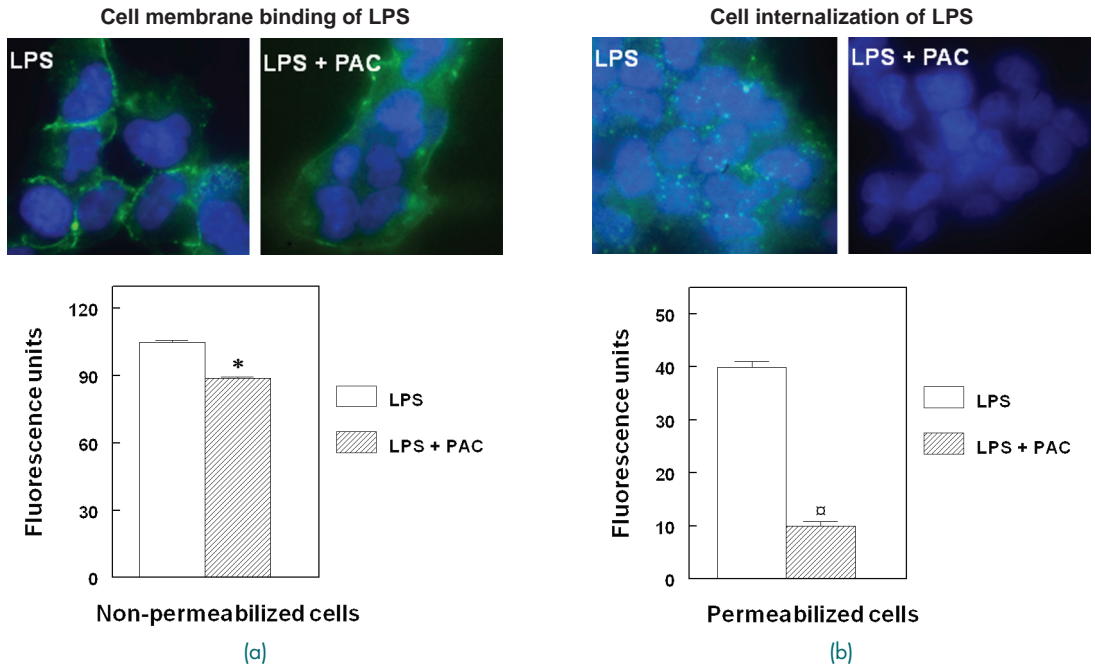 Cell membrane binding of LPS
LPS
LPS + PAC
120
90
60
30
0
Fluorescence units
*
LPS
LPS + PAC
Non-permeabilized cells
(a)
Cell internalization of LPS
LPS
LPS + PAC
50
40
30
20
10
0
Fluorescence units
¤
LPS
LPS + PAC
Permeabilized cells
(b)